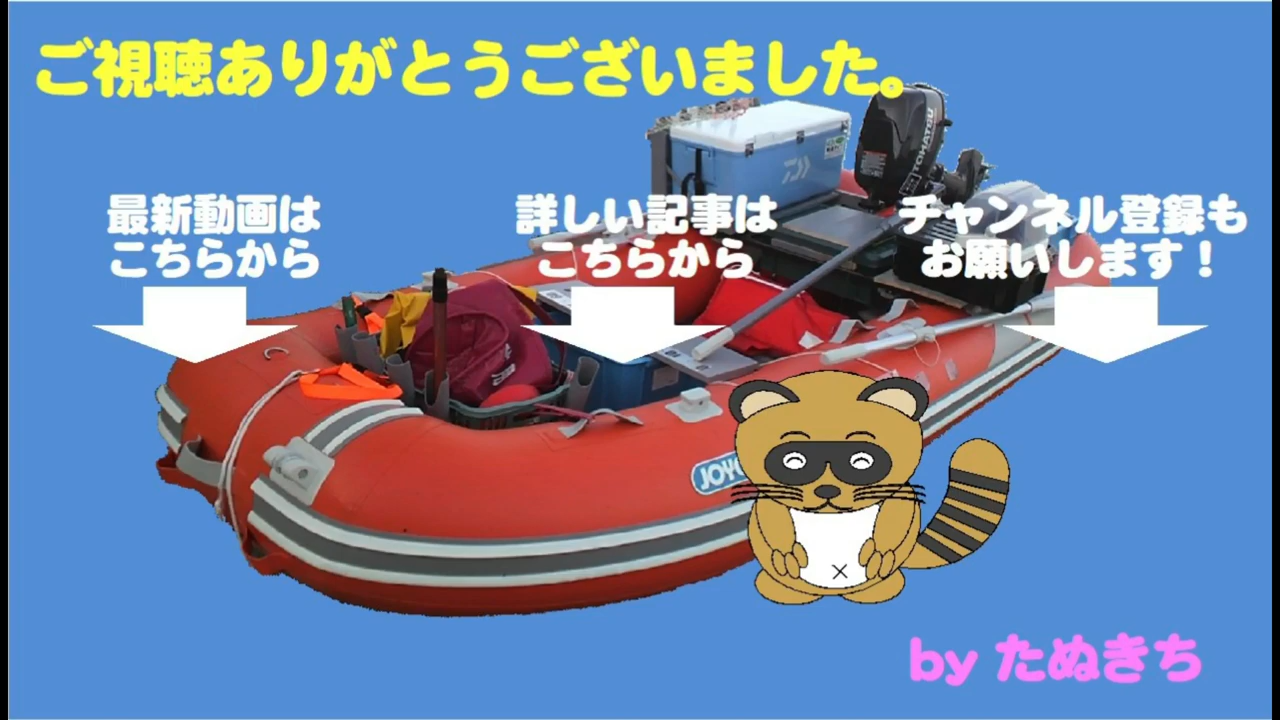 ご視聴ありがとうございました。
最新動画は
こちらから
詳しい記事は
こちらから
チャンネル登録も
お願いします！
TOHATSU
JOYC
by たぬきち